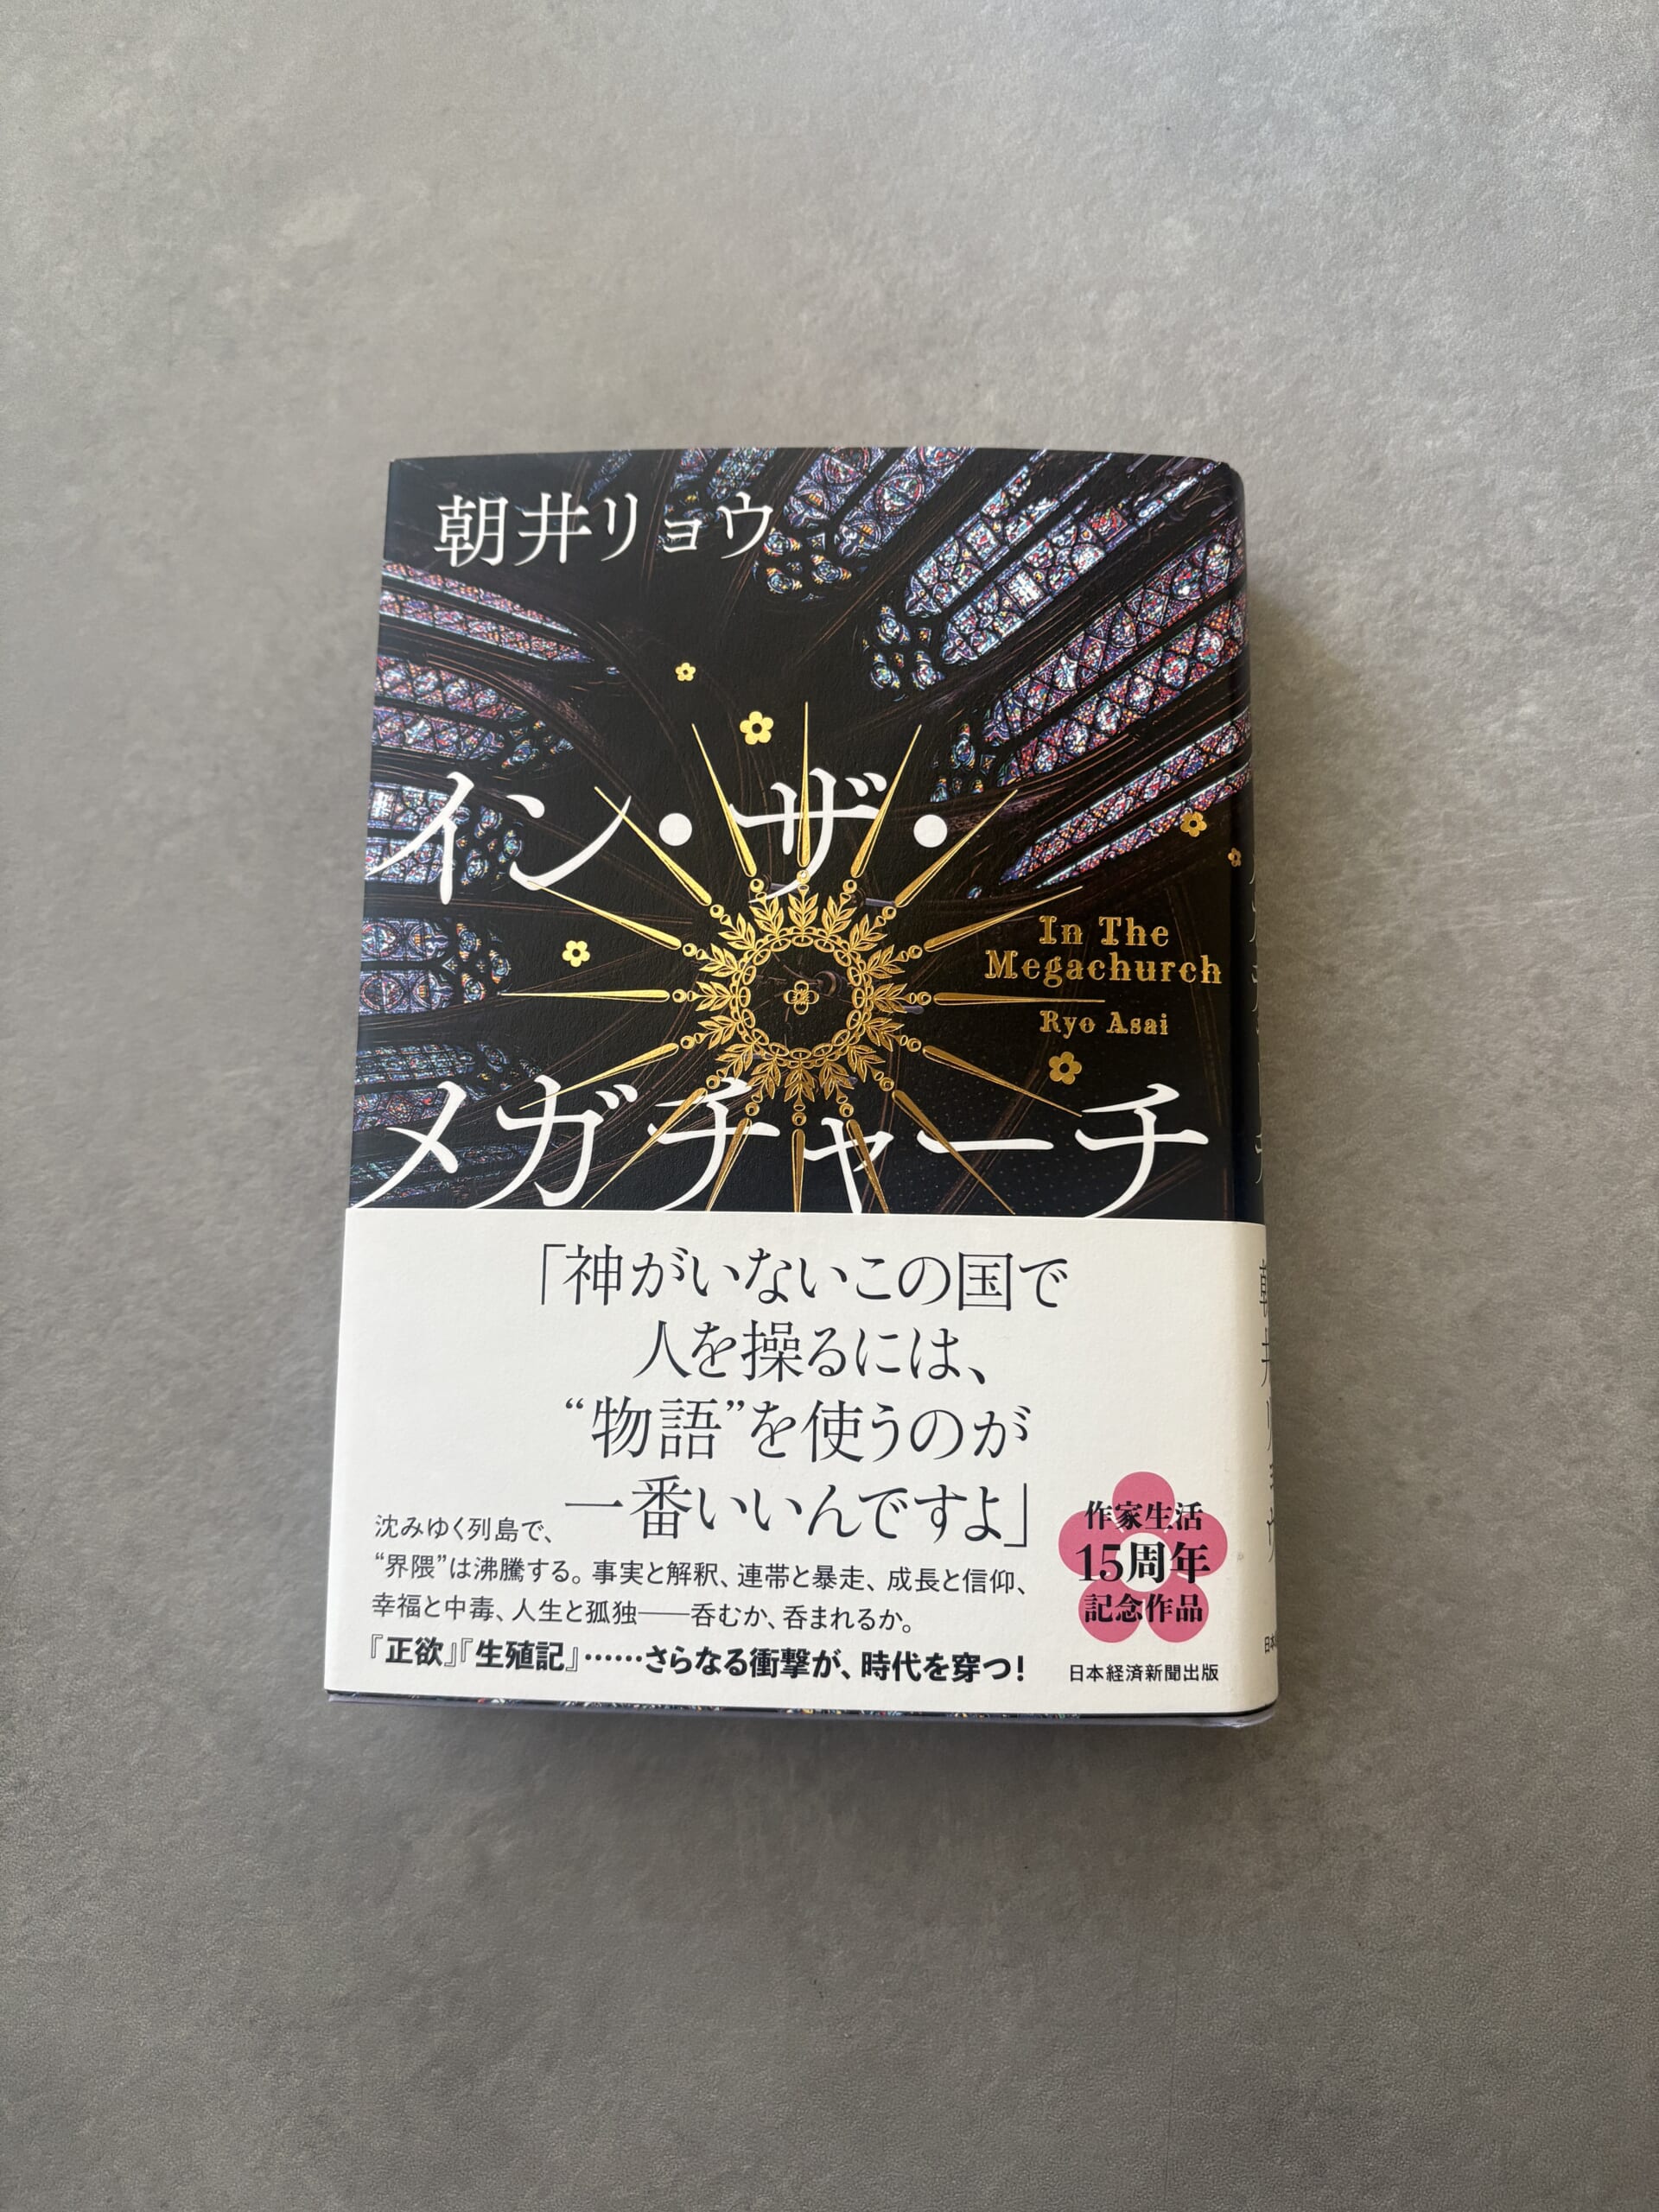 朝井リョウ
イン・ザ・
In The
Megachurch
Ryo Asai
メガチャーチ
「神がいないこの国で
人を操るには、
“物語”を使うのが
一番いいんですよ」
沈みゆく列島で、
“界隈”は沸騰する。事実と解釈、連帯と暴走、成長と信仰、
幸福と中毒、人生と孤独――呑むか、呑まれるか。
『正欲』『生殖記』……さらなる衝撃が、時代を穿つ!
作家生活
15周年
記念作品
日本経済新聞出版